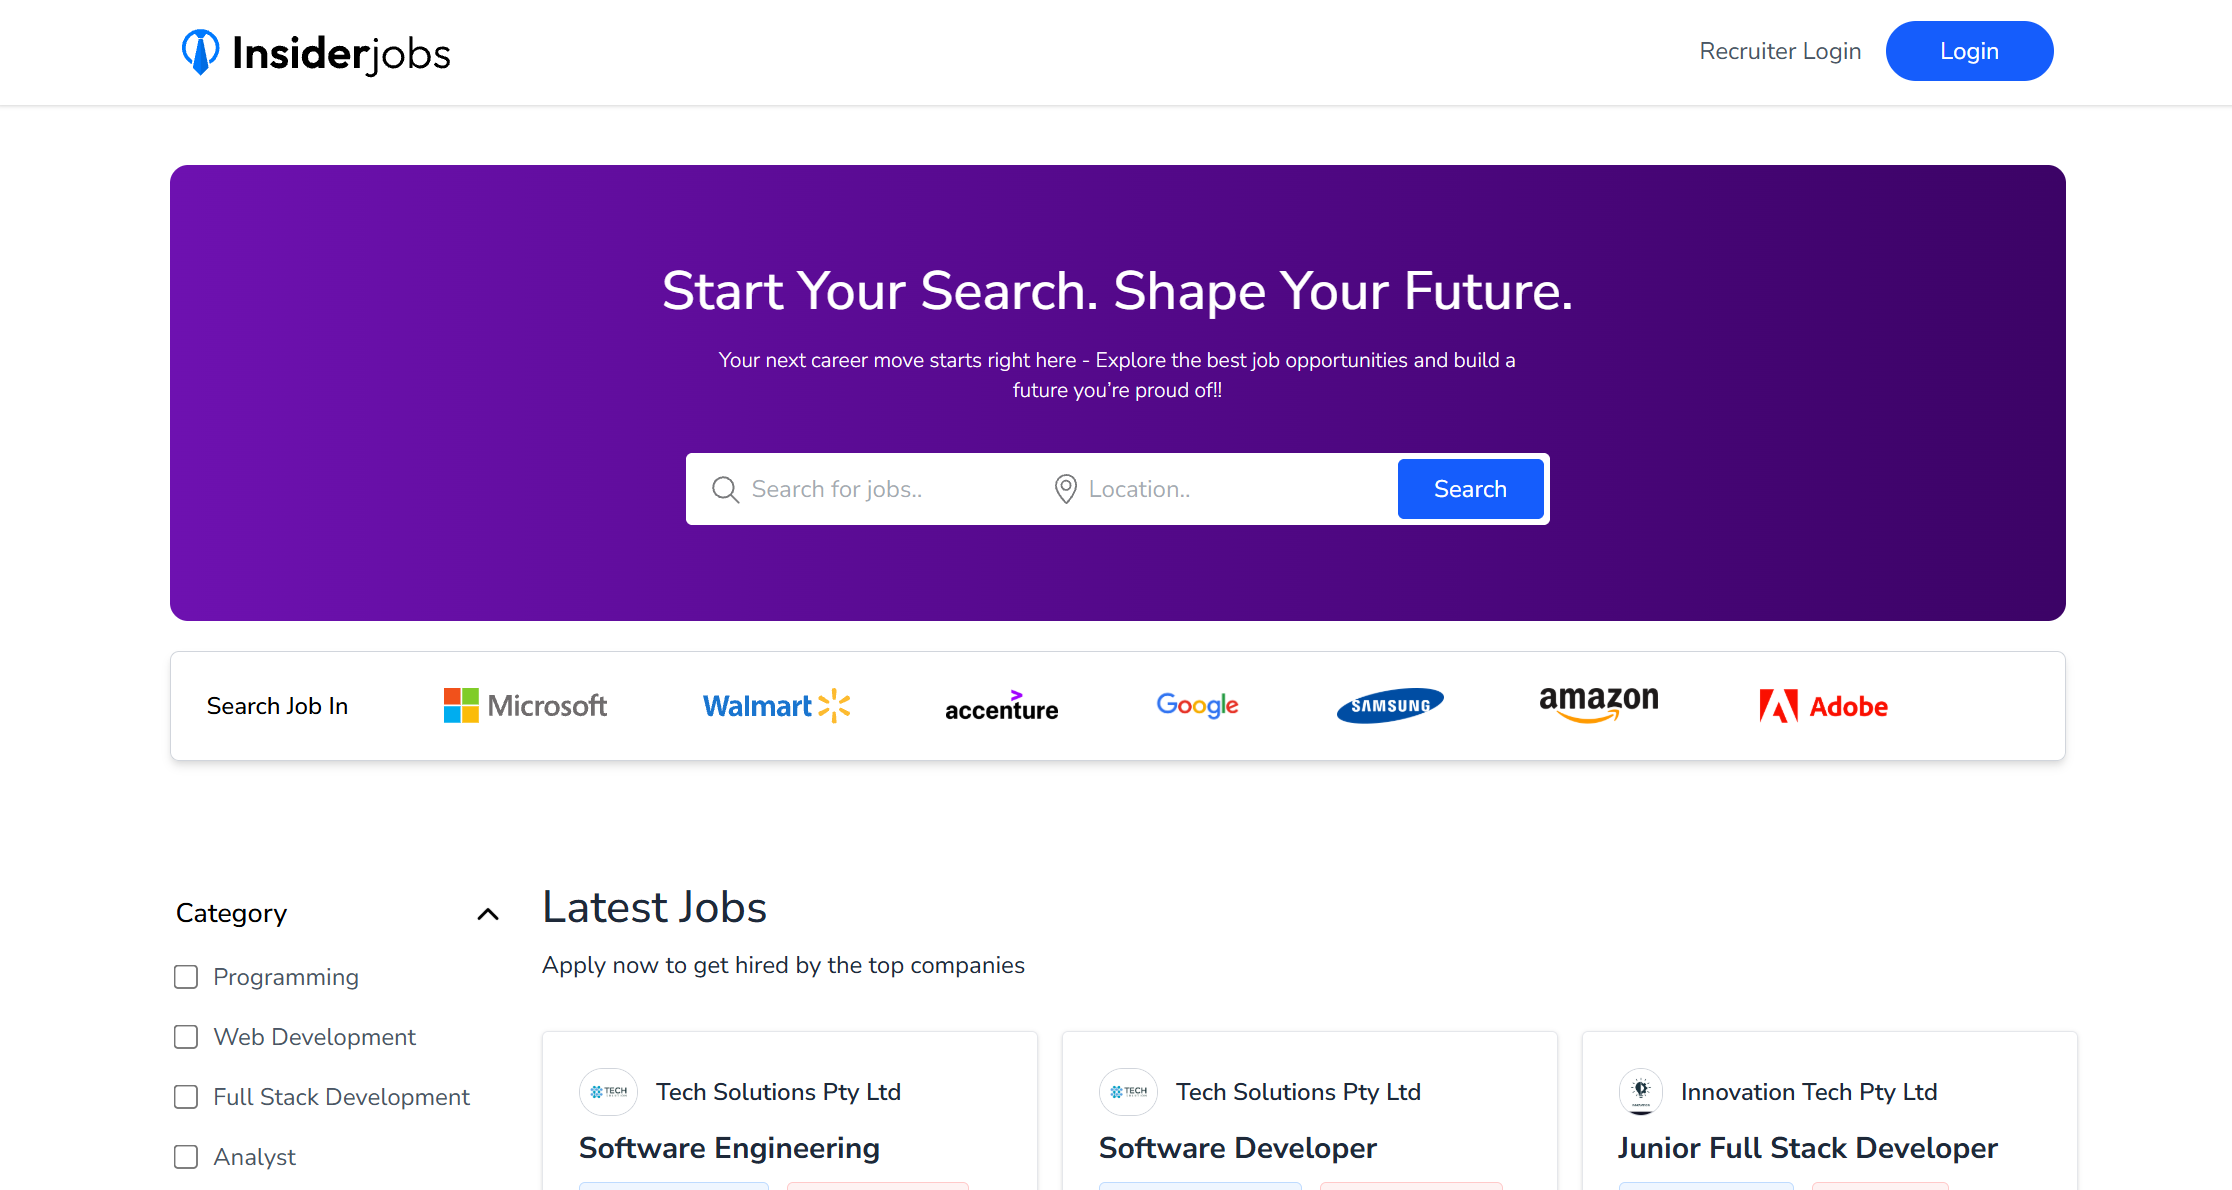 Insiderjobs
Recruiter Login
Login
Start Your Search. Shape Your Future.
Your next career move starts right here - Explore the best job opportunities and build a
future you’re proud of!!
Search for jobs..
Location..
Search
Search Job In
Microsoft
Walmart
accenture
Google
SAMSUNG
amazon
Adobe
Category
Programming
Web Development
Full Stack Development
Analyst
Latest Jobs
Apply now to get hired by the top companies
TECH
Tech Solutions Pty Ltd
Software Engineering
TECH
Tech Solutions Pty Ltd
Software Developer
Innovation Tech Pty Ltd
Junior Full Stack Developer